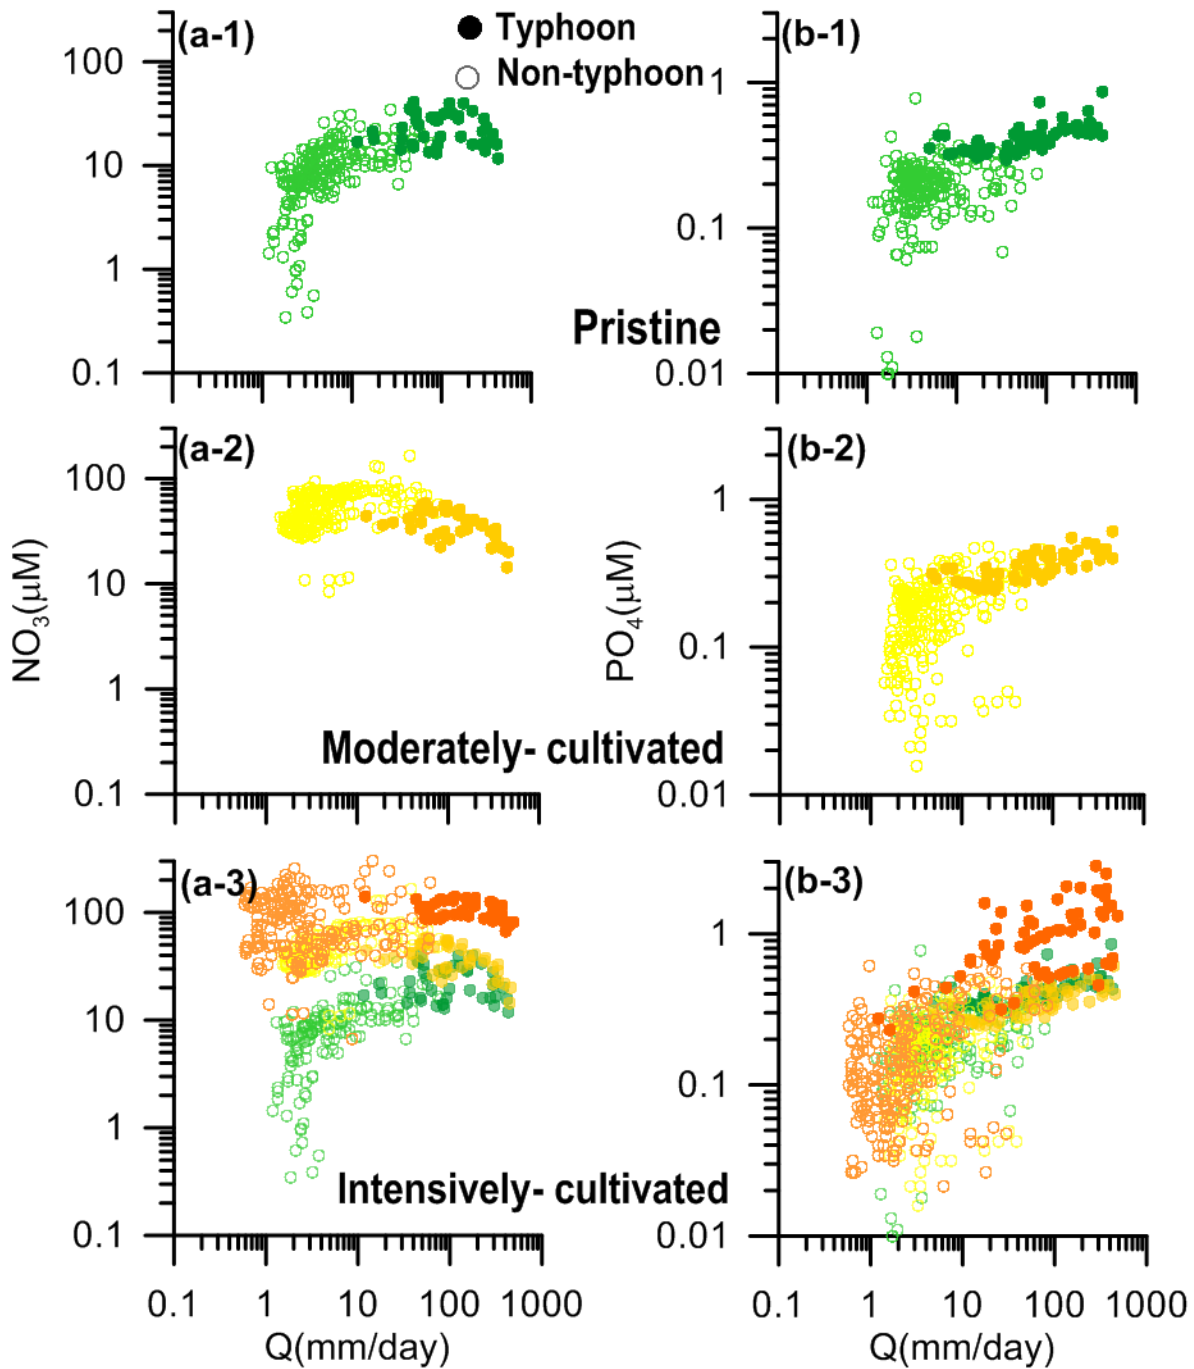 (a-1)
Typhoon
Non-typhoon
(b-1)
100
10
1
0.1
1
0.1
0.01
Pristine
(a-2)
(b-2)
100
10
1
0.1
1
0.1
0.01
NO3(μM)
PO4(μM)
Moderately- cultivated
(a-3)
(b-3)
100
10
1
0.1
1
0.1
0.01
Intensively- cultivated
0.1 1 10 100 1000
0.1 1 10 100 1000
Q(mm/day)
Q(mm/day)